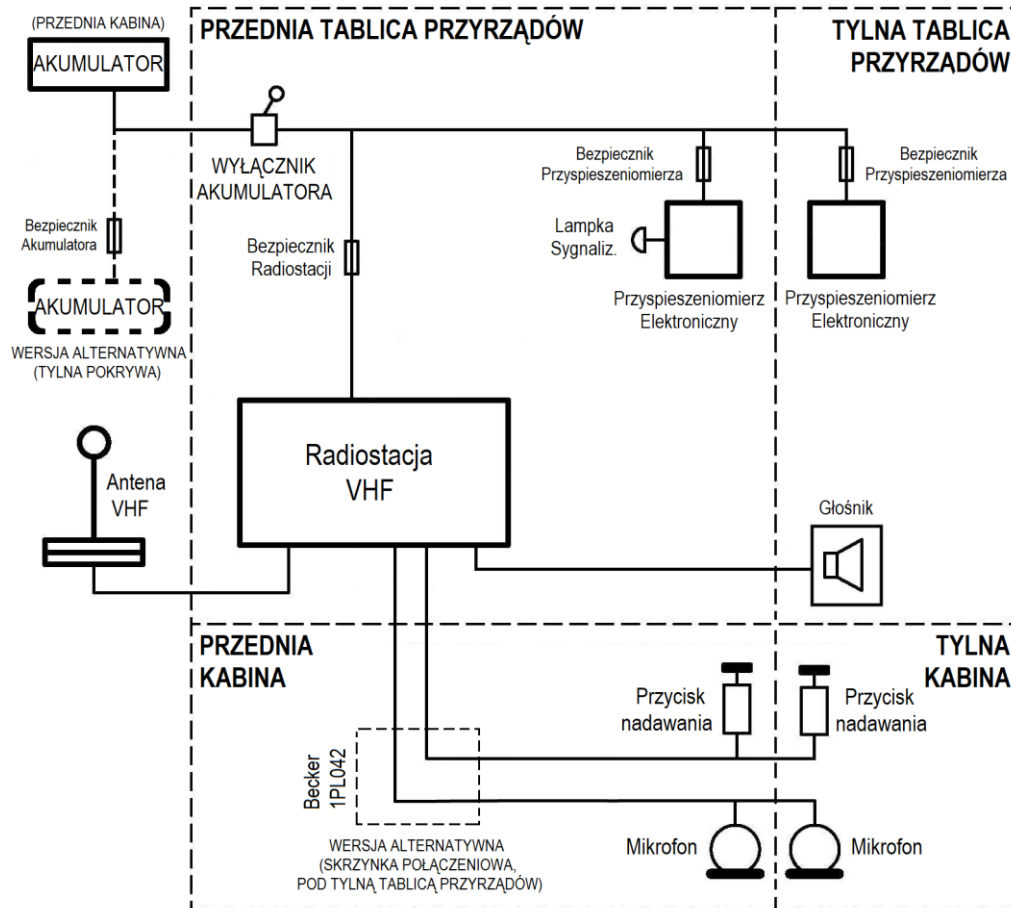 (PRZEDNIA KABINA)
AKUMULATOR
PRZEDNIA TABLICA PRZYRZĄDÓW
TYLNA TABLICA
PRZYRZĄDÓW
WYŁĄCZNIK
AKUMULATORA
Bezpiecznik
Przyspieszeniomierza
Bezpiecznik
Przyspieszeniomierza
Bezpiecznik
Akumulatora
Bezpiecznik
Radiostacji
Lampka
Sygnaliz.
AKUMULATOR
WERSJA ALTERNATYWNA
(TYLNA POKRYWA)
Przyspieszeniomierz
Elektroniczny
Przyspieszeniomierz
Elektroniczny
Radiostacja
VHF
Antena
VHF
Głośnik
PRZEDNIA
KABINA
TYLNA
KABINA
Przycisk
nadawania
Przycisk
nadawania
Becker
1PL042
WERSJA ALTERNATYWNA
(SKRZYNKA POŁĄCZENIOWA,
POD TYLNĄ TABLICĄ PRZYRZĄDÓW)
Mikrofon
Mikrofon